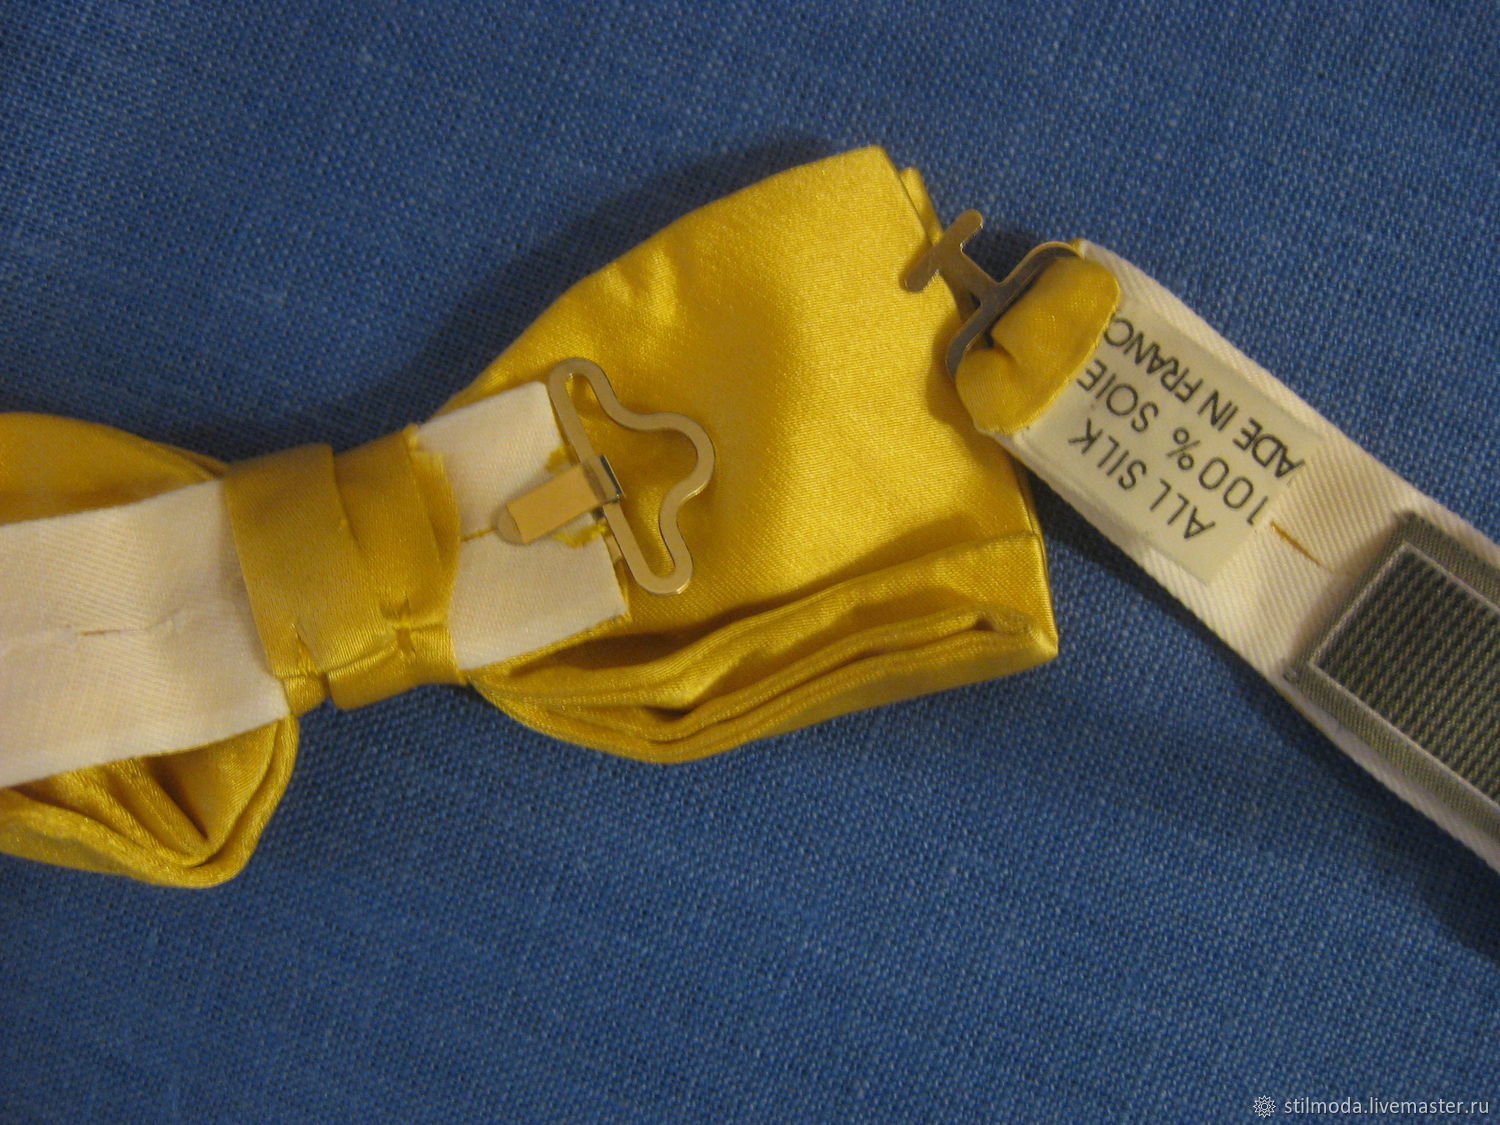 ALL SILK
100% SOIE
ADE IN FRANC
stilmoda.livemaster.ru